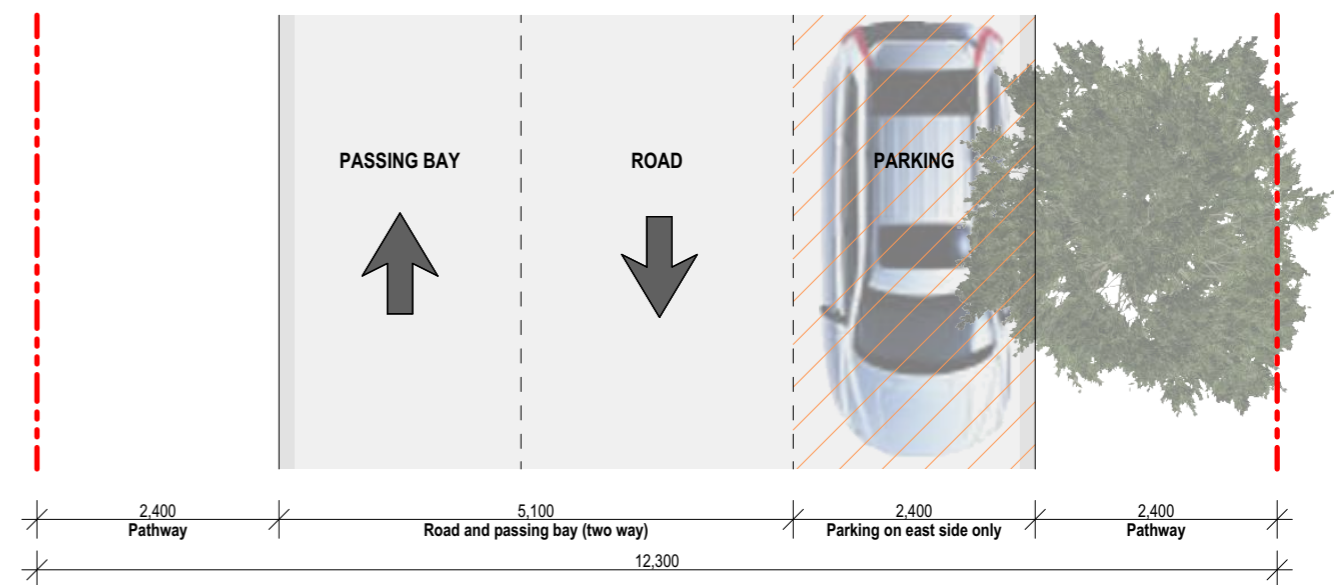 PASSING BAY
ROAD
PARKING
2,400
5,100
2,400
2,400
Pathway
Road and passing bay (two way)
Parking on east side only
Pathway
12,300